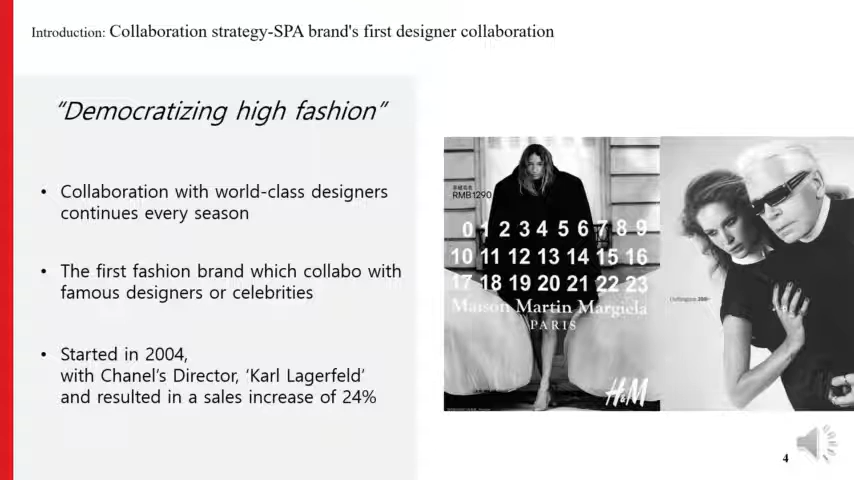 Introduction: Collaboration strategy-SPA brand's first designer collaboration
“Democratizing high fashion”
• Collaboration with world-class designers
continues every season
• The first fashion brand which collabo with
famous designers or celebrities
• Started in 2004,
with Chanel’s Director, ‘Karl Lagerfeld’
and resulted in a sales increase of 24%
RMB1290
0 1 2 3 4 5 6 7 8 9
10 11 12 13 14 15 16
17 18 19 20 21 22 23
Maison Martin Margiela
PARIS
H&M
4